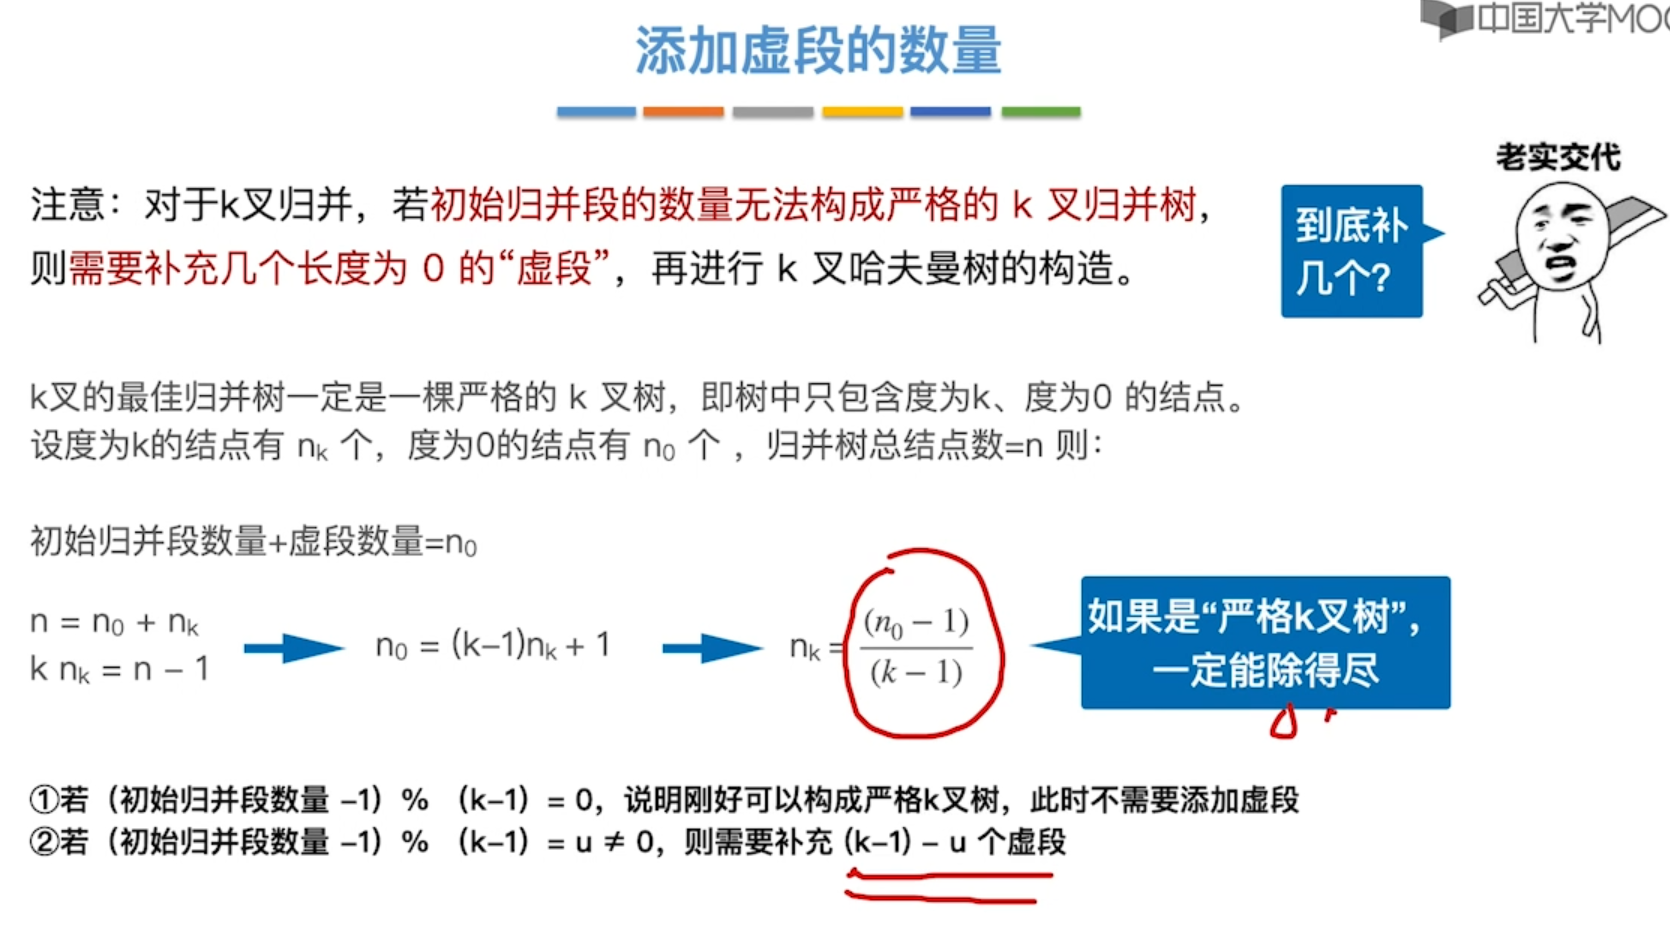 中国大学MOO
添加虚段的数量
老实交代
注意：对于k叉归并，若初始归并段的数量无法构成严格的 k 叉归并树，
则需要补充几个长度为 0 的“虚段”，再进行 k 叉哈夫曼树的构造。
到底补
几个?
k叉的最佳归并树一定是一棵严格的 k 叉树，即树中只包含度为k、度为0 的结点。
设度为k的结点有 nₖ 个，度为0的结点有 n₀ 个 ，归并树总结点数=n 则：
初始归并段数量+虚段数量=n₀
n = n₀ + nₖ
k nₖ = n – 1
n₀ = (k–1)nₖ + 1
nₖ = (n₀ − 1)
(k − 1)
如果是“严格k叉树”，
一定能除得尽
①若（初始归并段数量 –1）% （k–1）= 0，说明刚好可以构成严格k叉树，此时不需要添加虚段
②若（初始归并段数量 –1）% （k–1）= u ≠ 0，则需要补充 (k–1) – u 个虚段